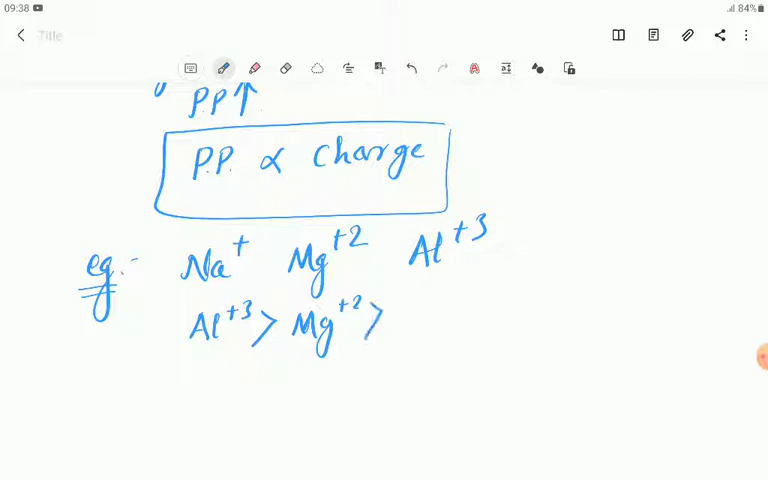 09:38 84%
Title
P.P↑
P.P. ∝ Charge
eg:- Na⁺ Mg⁺² Al⁺³
Al⁺³ > Mg⁺² >